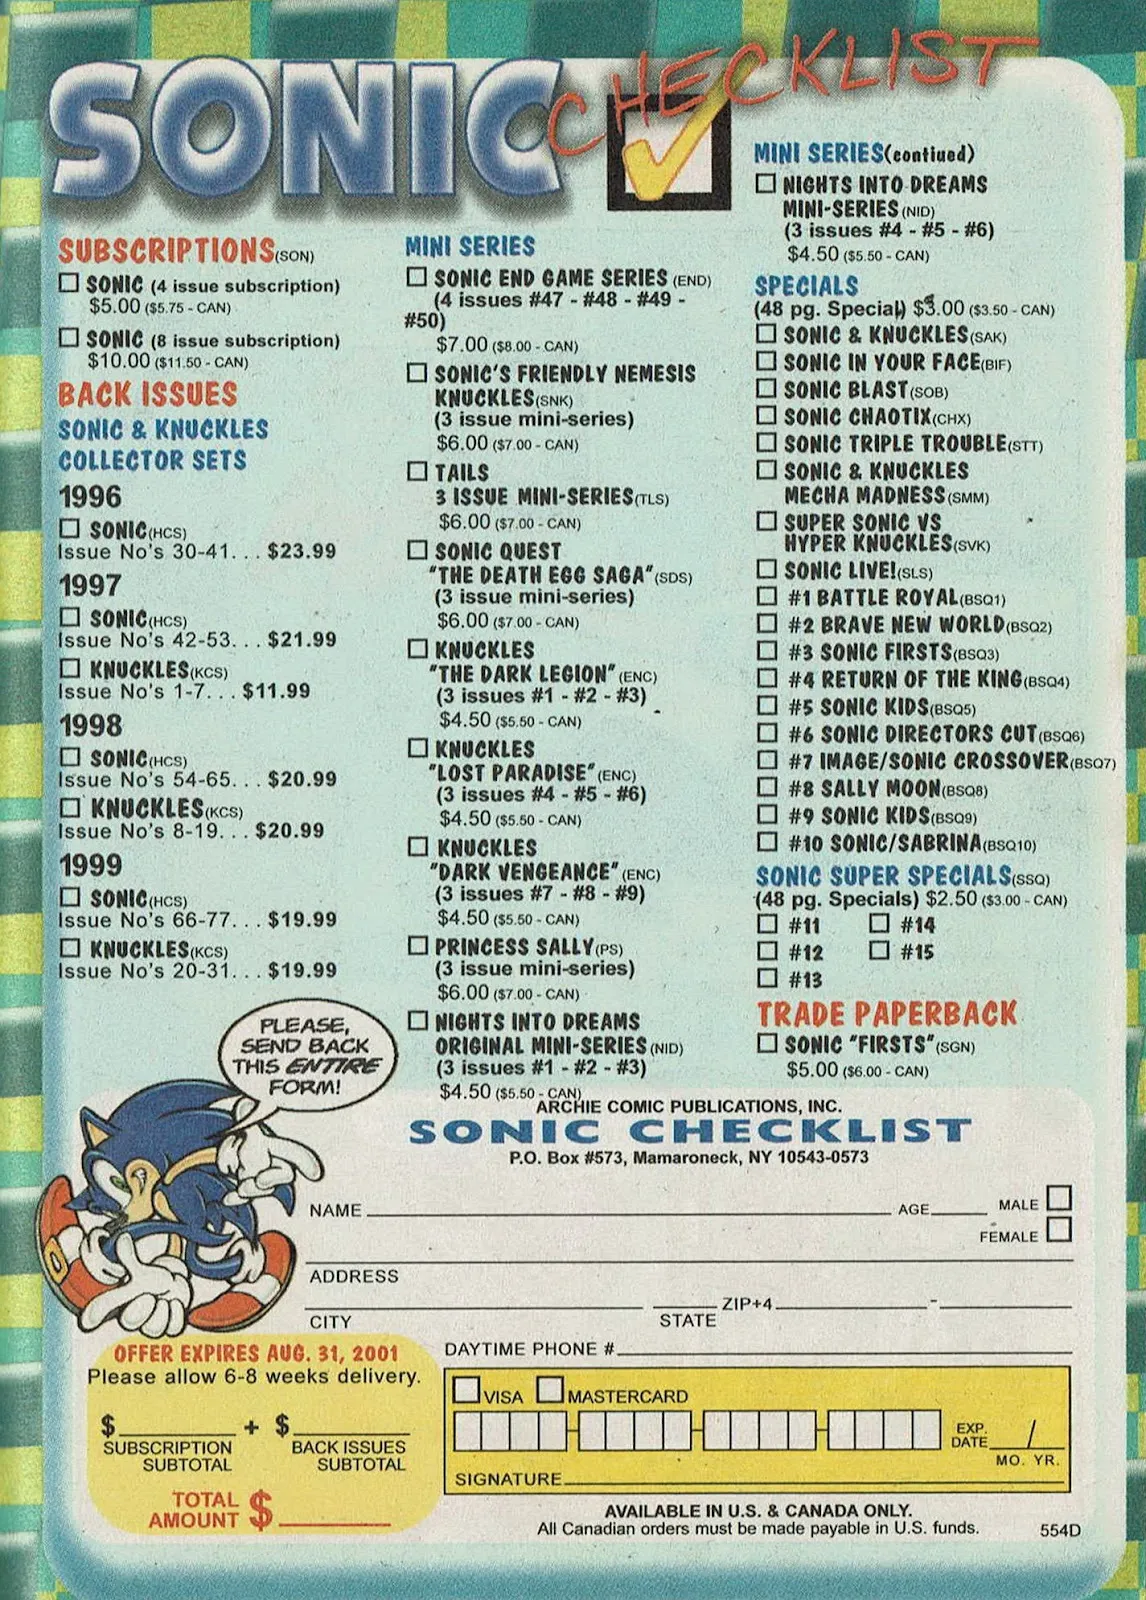 SONIC CHECKLIST
SUBSCRIPTIONS(SON)
SONIC (4 issue subscription)
$5.00 ($5.75 - CAN)
SONIC (8 issue subscription)
$10.00 ($11.50 - CAN)
BACK ISSUES
SONIC & KNUCKLES
COLLECTOR SETS
1996
SONIC(HCS)
Issue No's 30-41. . . $23.99
1997
SONIC(HCS)
Issue No's 42-53. . . $21.99
KNUCKLES(KCS)
Issue No's 1-7. . . $11.99
1998
SONIC(HCS)
Issue No's 54-65. . . $20.99
KNUCKLES(KCS)
Issue No's 8-19. . . $20.99
1999
SONIC(HCS)
Issue No's 66-77. . . $19.99
KNUCKLES(KCS)
Issue No's 20-31. . . $19.99
MINI SERIES
SONIC END GAME SERIES (END)
(4 issues #47 - #48 - #49 -
#50)
$7.00 ($8.00 - CAN)
SONIC'S FRIENDLY NEMESIS
KNUCKLES(SNK)
(3 issue mini-series)
$6.00 ($7.00 - CAN)
TAILS
3 ISSUE MINI-SERIES(TLS)
$6.00 ($7.00 - CAN)
SONIC QUEST
"THE DEATH EGG SAGA"(SDS)
(3 issue mini-series)
$6.00 ($7.00 - CAN)
KNUCKLES
"THE DARK LEGION"(ENC)
(3 issues #1 - #2 - #3)
$4.50 ($5.50 - CAN)
KNUCKLES
"LOST PARADISE"(ENC)
(3 issues #4 - #5 - #6)
$4.50 ($5.50 - CAN)
KNUCKLES
"DARK VENGEANCE"(ENC)
(3 issues #7 - #8 - #9)
$4.50 ($5.50 - CAN)
PRINCESS SALLY(PS)
(3 issue mini-series)
$6.00 ($7.00 - CAN)
NIGHTS INTO DREAMS
ORIGINAL MINI-SERIES (NID)
(3 issues #1 - #2 - #3)
$4.50 ($5.50 - CAN)
MINI SERIES(contiued)
NIGHTS INTO DREAMS
MINI-SERIES (NID)
(3 issues #4 - #5 - #6)
$4.50 ($5.50 - CAN)
SPECIALS
(48 pg. Special) $3.00 ($3.50 - CAN)
SONIC & KNUCKLES(SAK)
SONIC IN YOUR FACE(BIF)
SONIC BLAST(SOB)
SONIC CHAOTIX(CHX)
SONIC TRIPLE TROUBLE(STT)
SONIC & KNUCKLES
MECHA MADNESS(SMM)
SUPER SONIC VS
HYPER KNUCKLES(SVK)
SONIC LIVE!(SLS)
#1 BATTLE ROYAL(BSQ1)
#2 BRAVE NEW WORLD(BSQ2)
#3 SONIC FIRSTS(BSQ3)
#4 RETURN OF THE KING(BSQ4)
#5 SONIC KIDS(BSQ5)
#6 SONIC DIRECTORS CUT(BSQ6)
#7 IMAGE/SONIC CROSSOVER(BSQ7)
#8 SALLY MOON(BSQ8)
#9 SONIC KIDS(BSQ9)
#10 SONIC/SABRINA(BSQ10)
SONIC SUPER SPECIALS(SSQ)
(48 pg. Specials) $2.50 ($3.00 - CAN)
#11 #14
#12 #15
#13
TRADE PAPERBACK
SONIC "FIRSTS"(SGN)
$5.00 ($6.00 - CAN)
PLEASE,
SEND BACK
THIS ENTIRE
FORM!
ARCHIE COMIC PUBLICATIONS, INC.
SONIC CHECKLIST
P.O. Box #573, Mamaroneck, NY 10543-0573
NAME AGE MALE
FEMALE
ADDRESS
CITY STATE ZIP+4 -
DAYTIME PHONE #
OFFER EXPIRES AUG. 31, 2001
Please allow 6-8 weeks delivery.
$ + $
SUBSCRIPTION SUBTOTAL BACK ISSUES SUBTOTAL
TOTAL AMOUNT $
VISA MASTERCARD
EXP. DATE /
MO. YR.
SIGNATURE
AVAILABLE IN U.S. & CANADA ONLY.
All Canadian orders must be made payable in U.S. funds.
554D